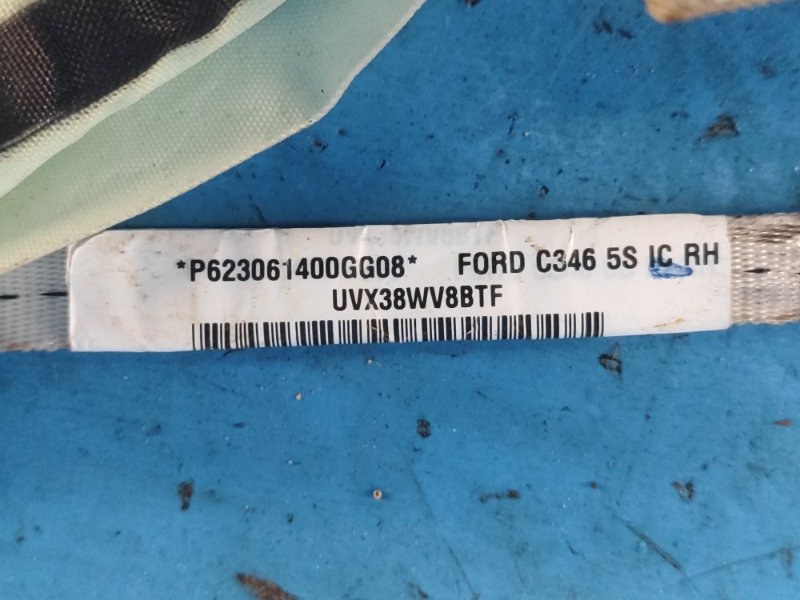 *P623061400GG08* FORD C346 5S IC RH
UVX38WV8BTF